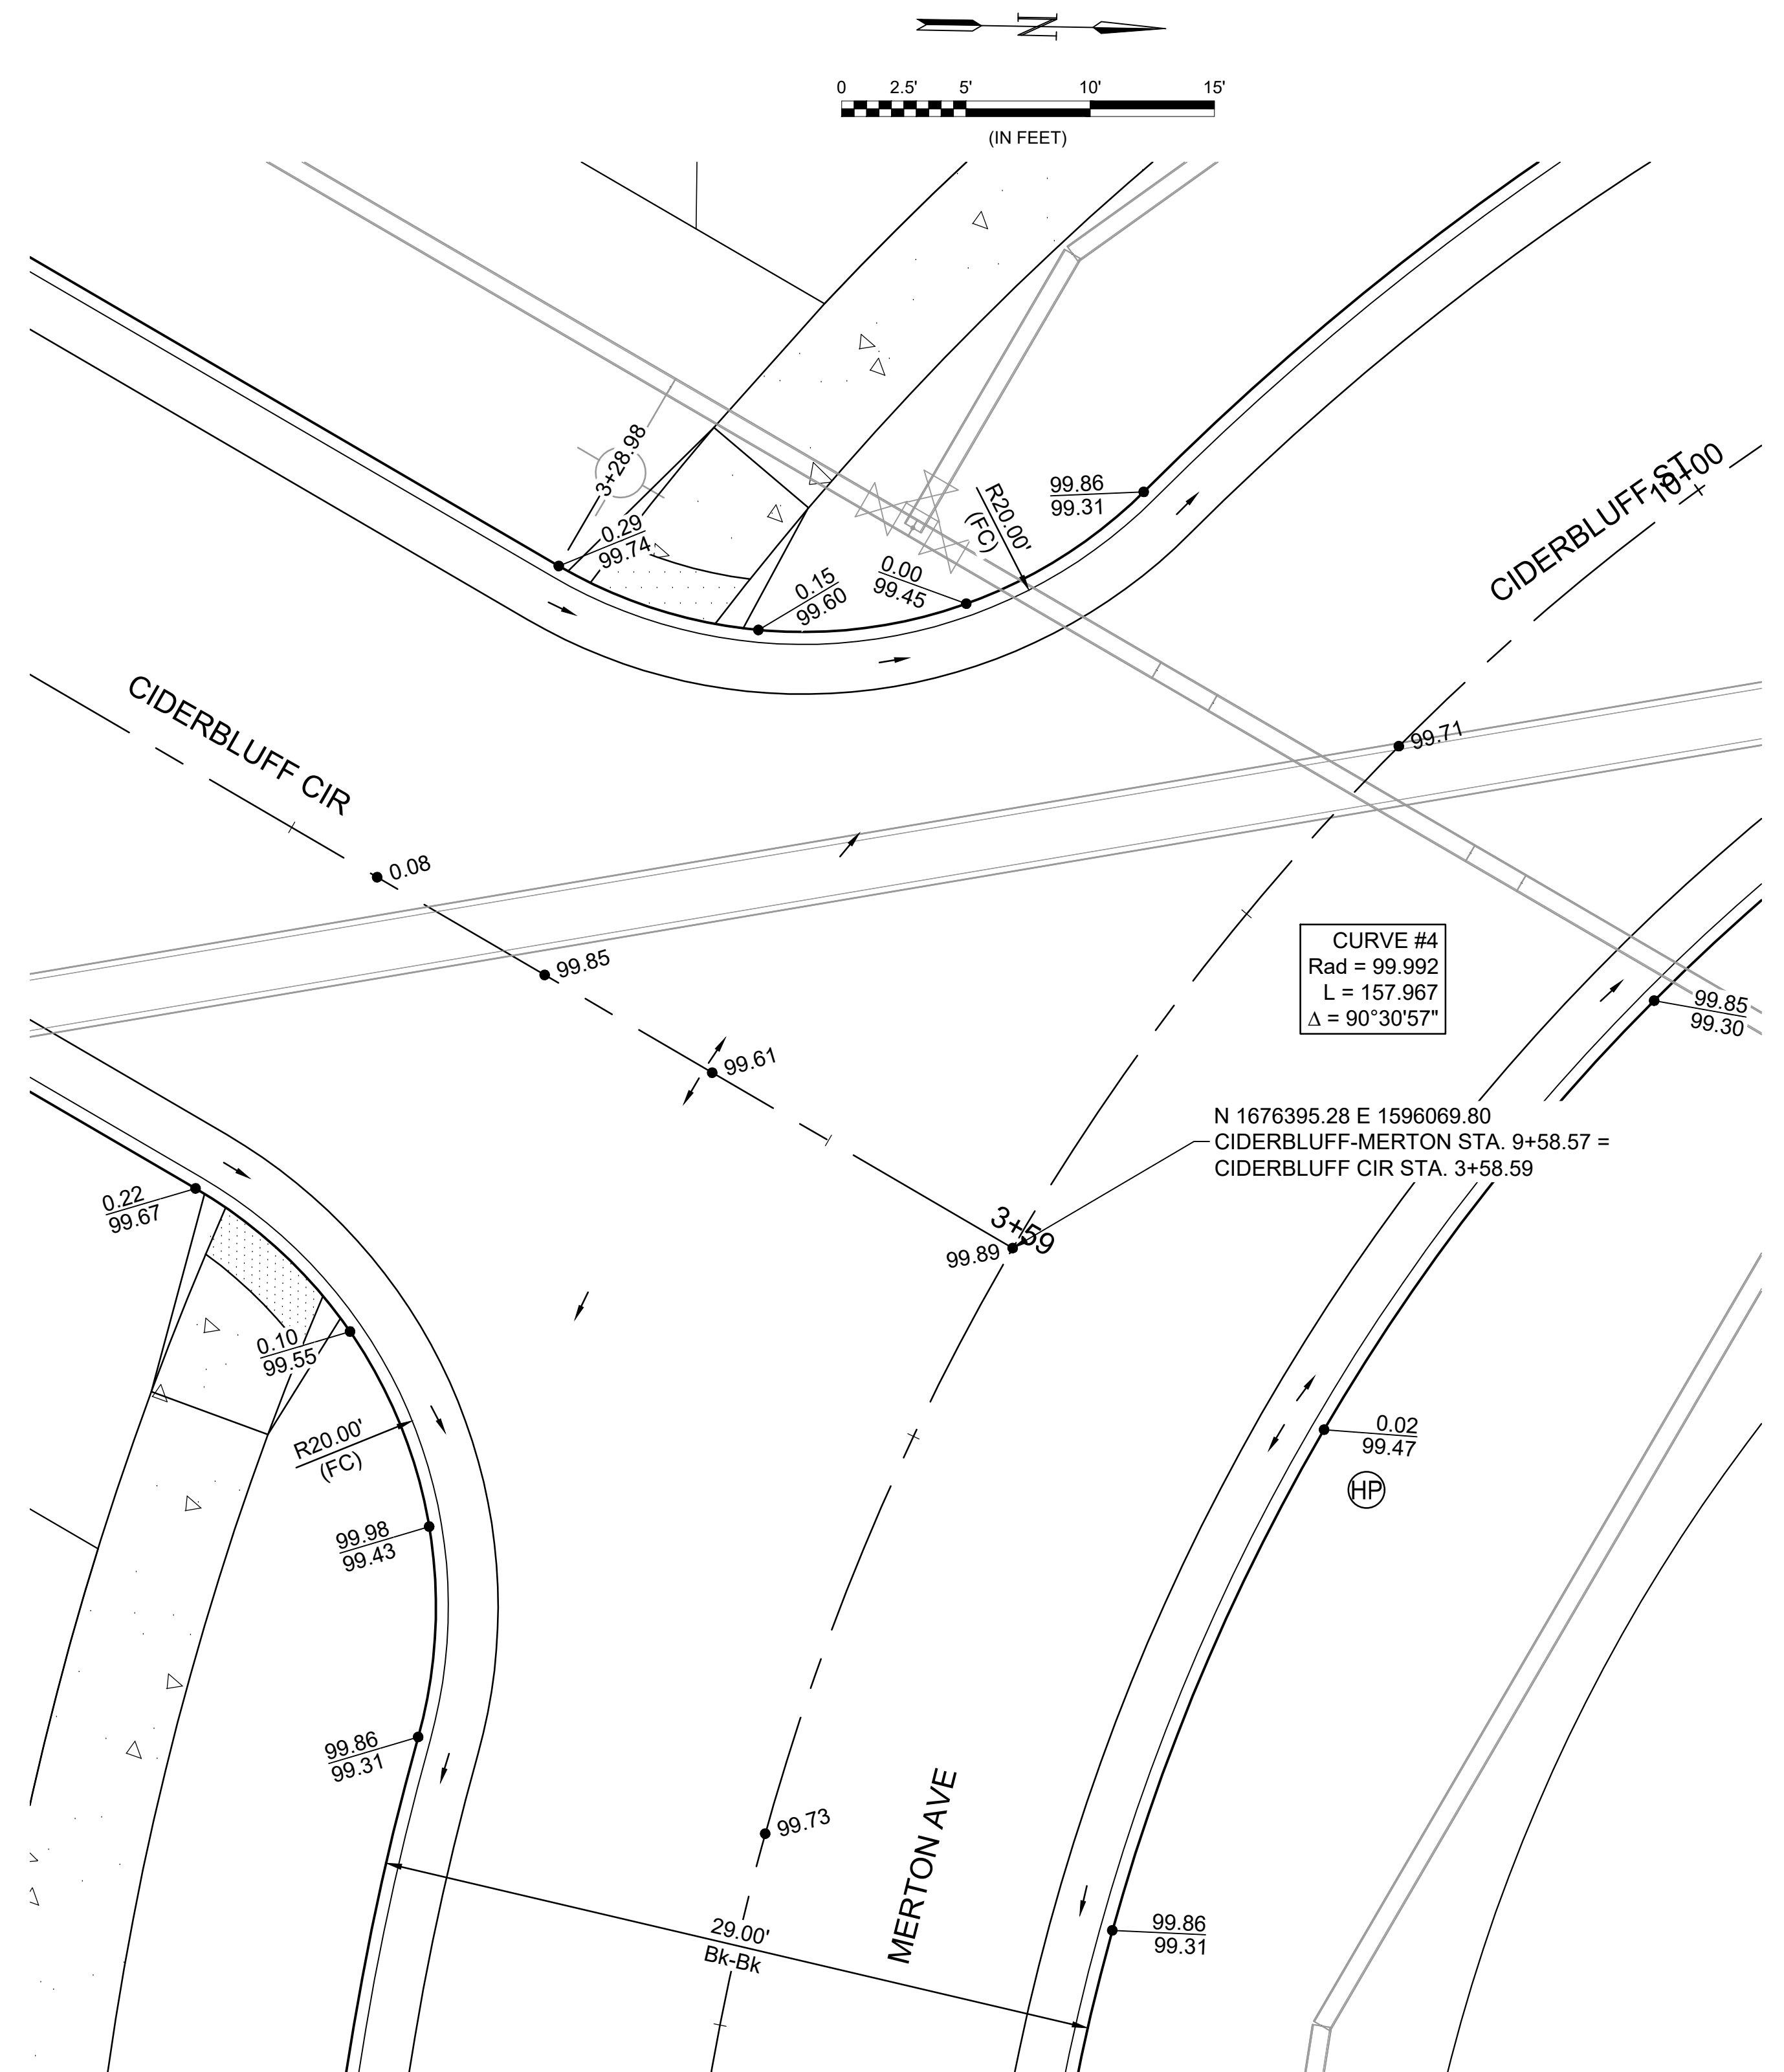 N
0 2.5' 5' 10' 15'
(IN FEET)
3+28.98
0.29
99.74
0.15
99.60
0.00
99.45
R20.00'
(FC)
99.86
99.31
CIDERBLUFF ST
10+00
CIDERBLUFF CIR
99.71
0.08
99.85
99.61
CURVE #4
Rad = 99.992
L = 157.967
Δ = 90°30'57"
99.85
99.30
N 1676395.28 E 1596069.80
CIDERBLUFF-MERTON STA. 9+58.57 =
CIDERBLUFF CIR STA. 3+58.59
0.22
99.67
3+59
99.89
0.10
99.55
R20.00'
(FC)
0.02
99.47
HP
99.98
99.43
99.86
99.31
99.73
MERTON AVE
29.00'
Bk-Bk
99.86
99.31